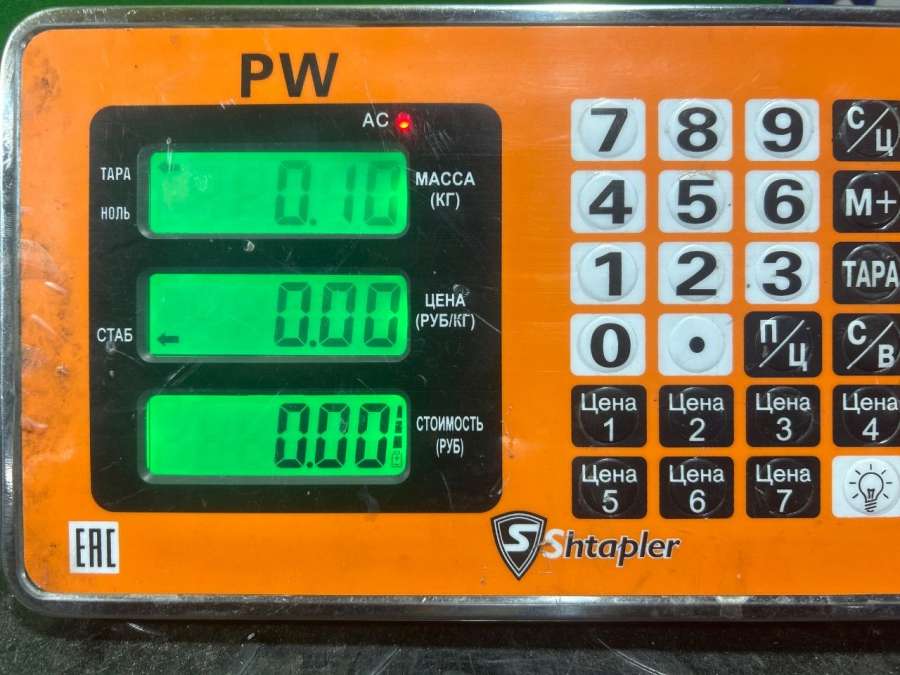 PW
AC
ТАРА
НОЛЬ
0.10
МАССА
(КГ)
СТАБ
0.00
ЦЕНА
(РУБ/КГ)
0.00
СТОИМОСТЬ
(РУБ)
EAC
S Shtapler
7 8 9 С/Ц
4 5 6 М+
1 2 3 ТАРА
0 . П/Ц С/В
Цена 1
Цена 2
Цена 3
Цена 4
Цена 5
Цена 6
Цена 7